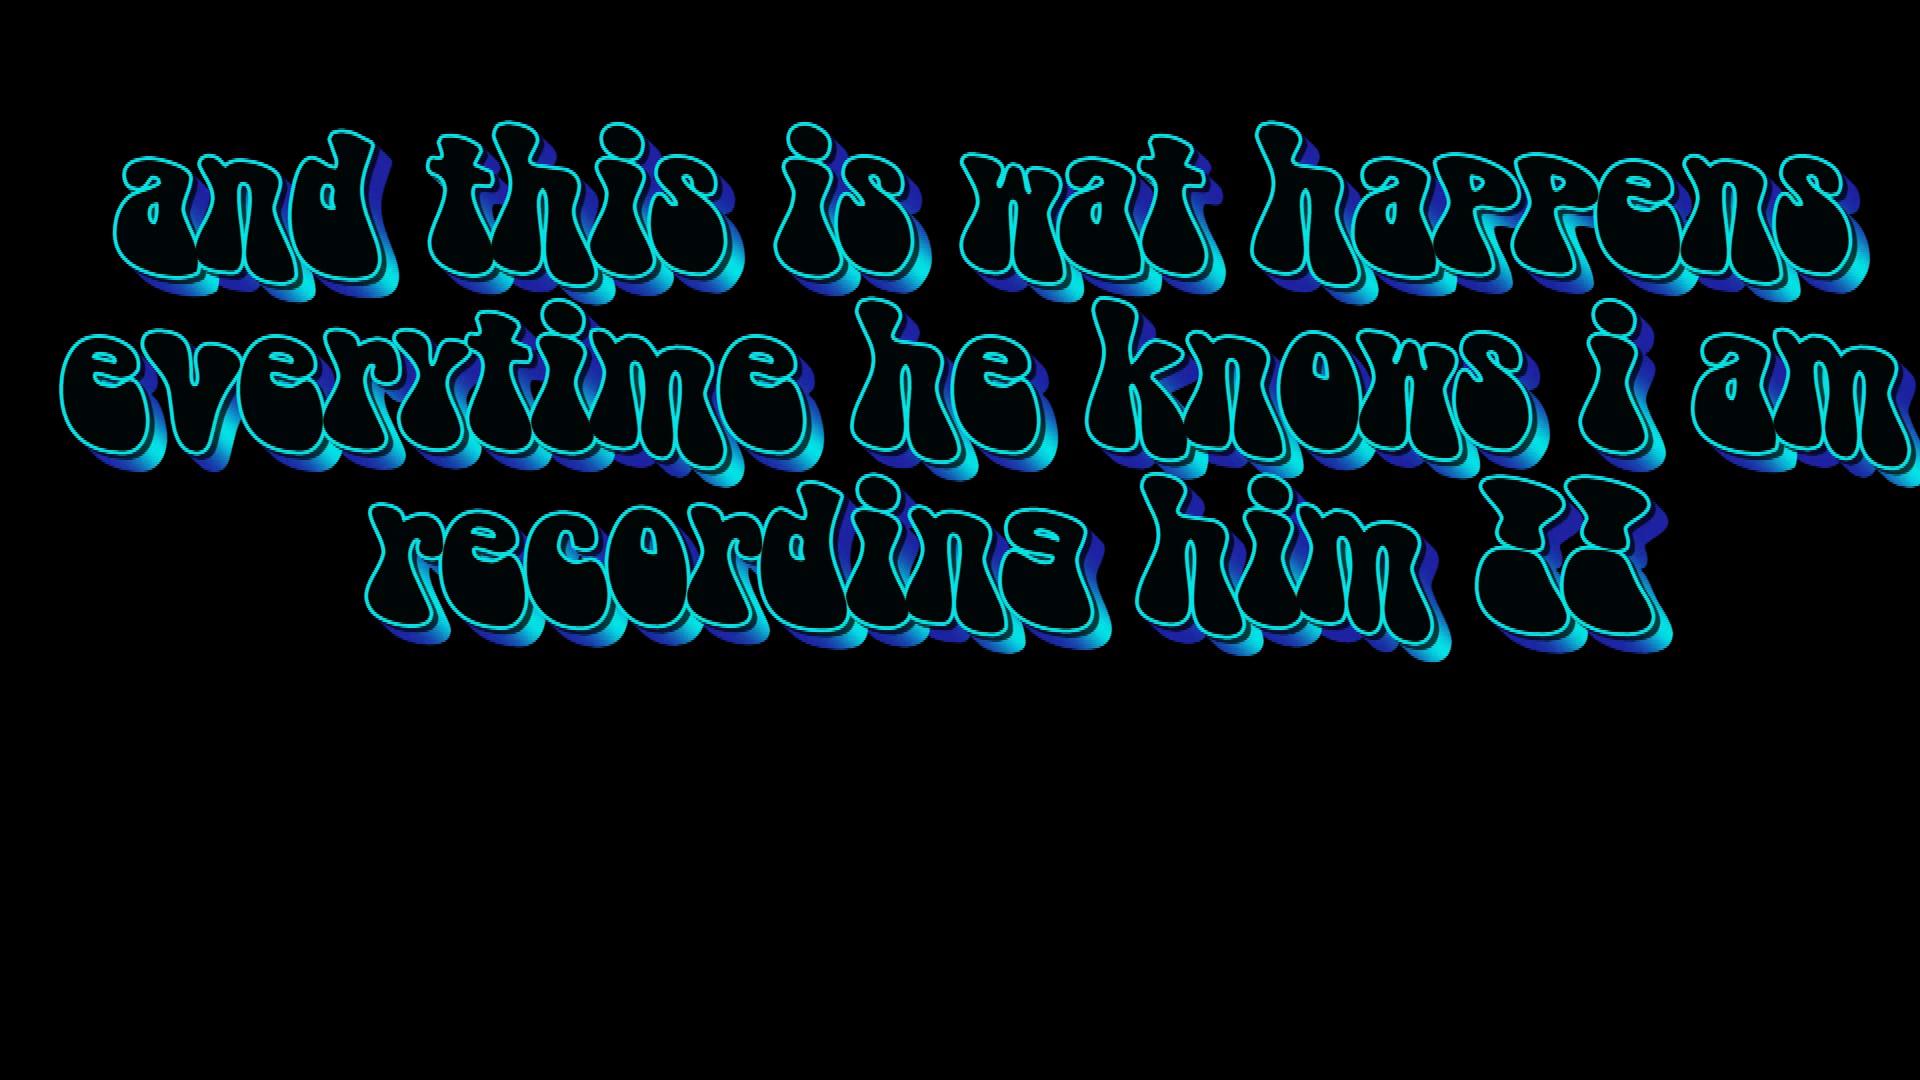 and this is wat happens
everytime he knows i am
recording him !!